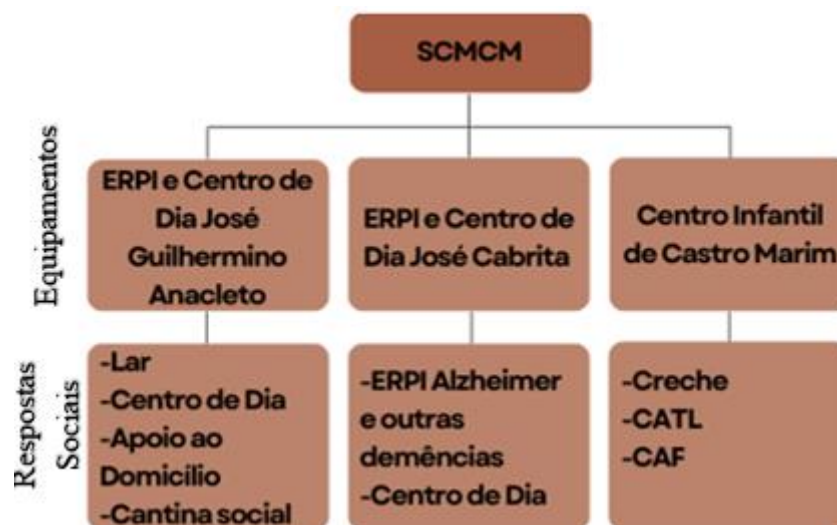 SCMCM
Equipamentos
ERPI e Centro de
Dia José
Guilhermino
Anacleto
ERPI e Centro de
Dia José Cabrita
Centro Infantil
de Castro Marim
Respostas
Sociais
-Lar
-Centro de Dia
-Apoio ao
Domicílio
-Cantina social
-ERPI Alzheimer
e outras
demências
-Centro de Dia
-Creche
-CATL
-CAF